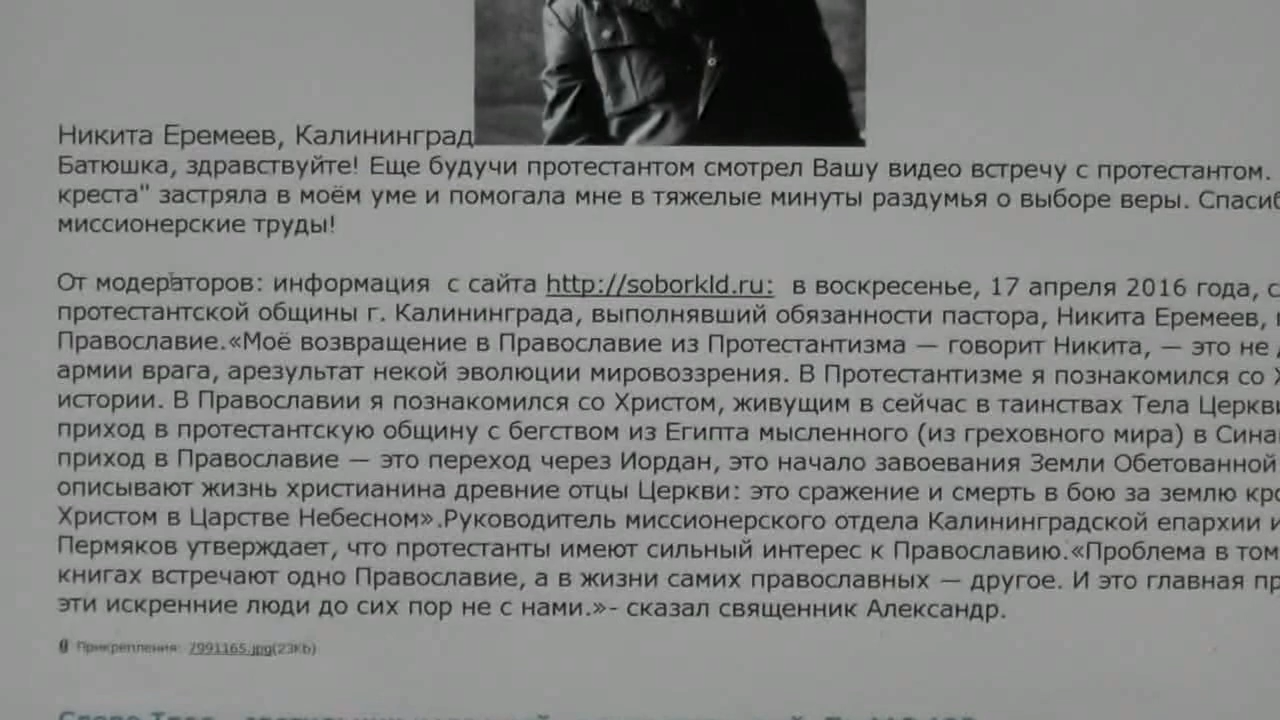 Никита Еремеев, Калининград
Батюшка, здравствуйте! Еще будучи протестантом смотрел Вашу видео встречу с протестантом.
креста" застряла в моём уме и помогала мне в тяжелые минуты раздумья о выборе веры. Спасиб
миссионерские труды!
От модераторов: информация с сайта http://soborkld.ru: в воскресенье, 17 апреля 2016 года, с
протестантской общины г. Калининграда, выполнявший обязанности пастора, Никита Еремеев,
Православие.«Моё возвращение в Православие из Протестантизма — говорит Никита, — это не
армии врага, арезультат некой эволюции мировоззрения. В Протестантизме я познакомился со Х
истории. В Православии я познакомился со Христом, живущим в сейчас в таинствах Тела Церкви
приход в протестантскую общину с бегством из Египта мысленного (из греховного мира) в Сина
приход в Православие — это переход через Иордан, это начало завоевания Земли Обетованной
описывают жизнь христианина древние отцы Церкви: это сражение и смерть в бою за землю кро
Христом в Царстве Небесном».Руководитель миссионерского отдела Калининградской епархии и
Пермяков утверждает, что протестанты имеют сильный интерес к Православию.«Проблема в том
книгах встречают одно Православие, а в жизни самих православных — другое. И это главная пр
эти искренние люди до сих пор не с нами.»- сказал священник Александр.
Прикрепления: 7991165.jpg(23Kb)